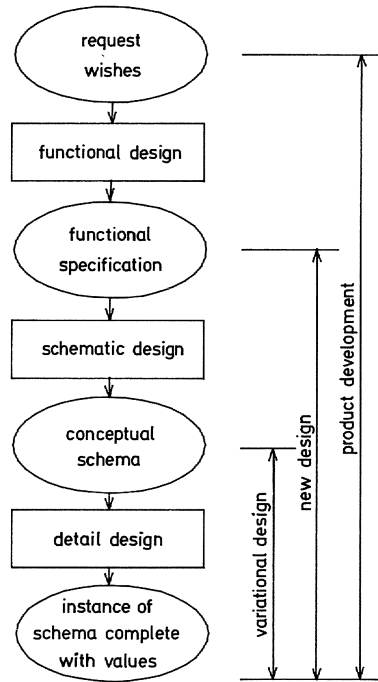 request
wishes
functional design
functional
specification
schematic design
conceptual
schema
detail design
instance of
schema complete
with values
variational design
new design
product development